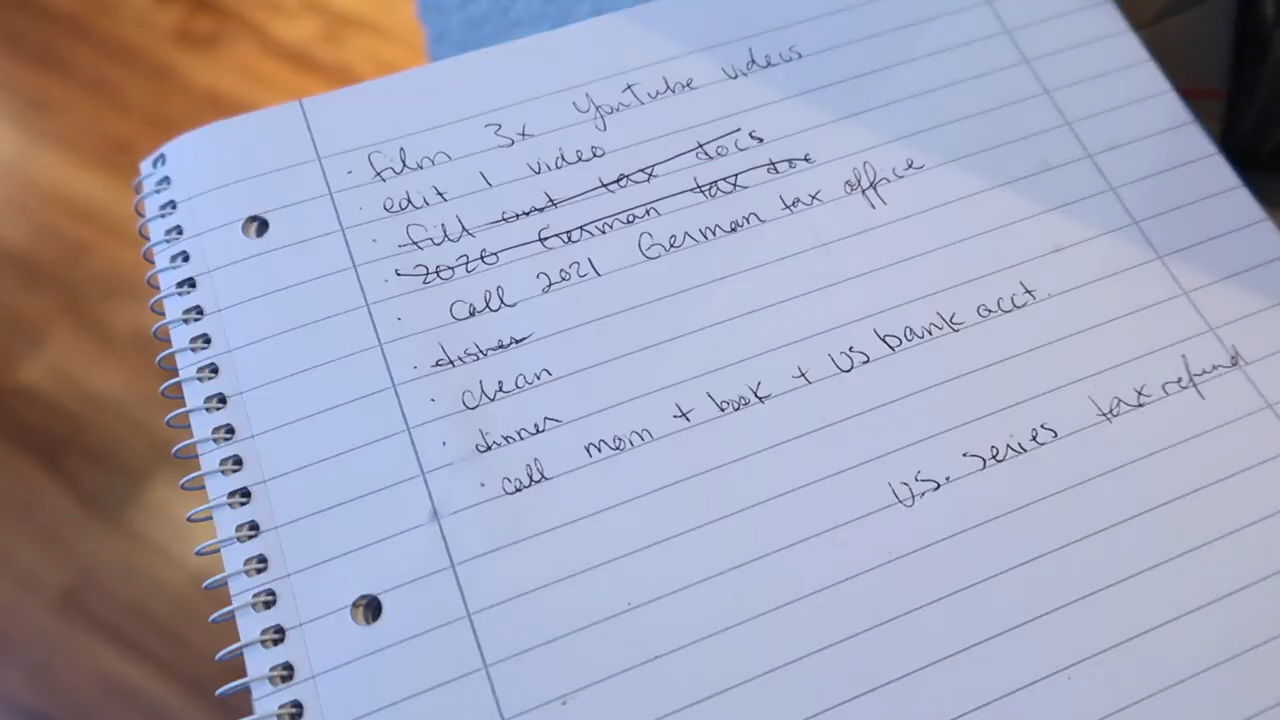 · film 3x YouTube videos
· edit 1 video
· fill out tax docs
· 2020 German tax doc
· call 2021 German tax office
· dishes
· clean
· dinner
· call mom + book + US bank acct.
U.S. series tax refund